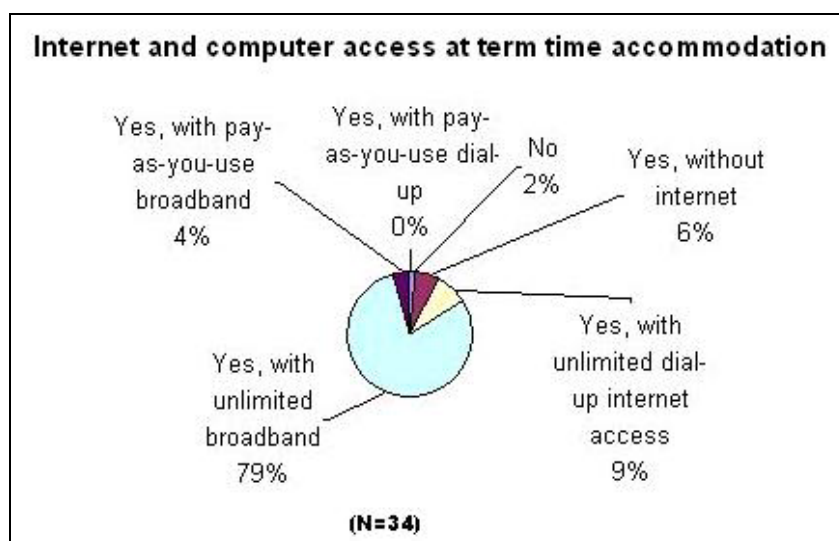 Internet and computer access at term time accommodation
Yes, with pay-
as-you-use
broadband
4%
Yes, with pay-
as-you-use dial-
up
0%
No
2%
Yes, without
internet
6%
Yes, with
unlimited dial-
up internet
access
9%
Yes, with
unlimited
broadband
79%
(N=34)